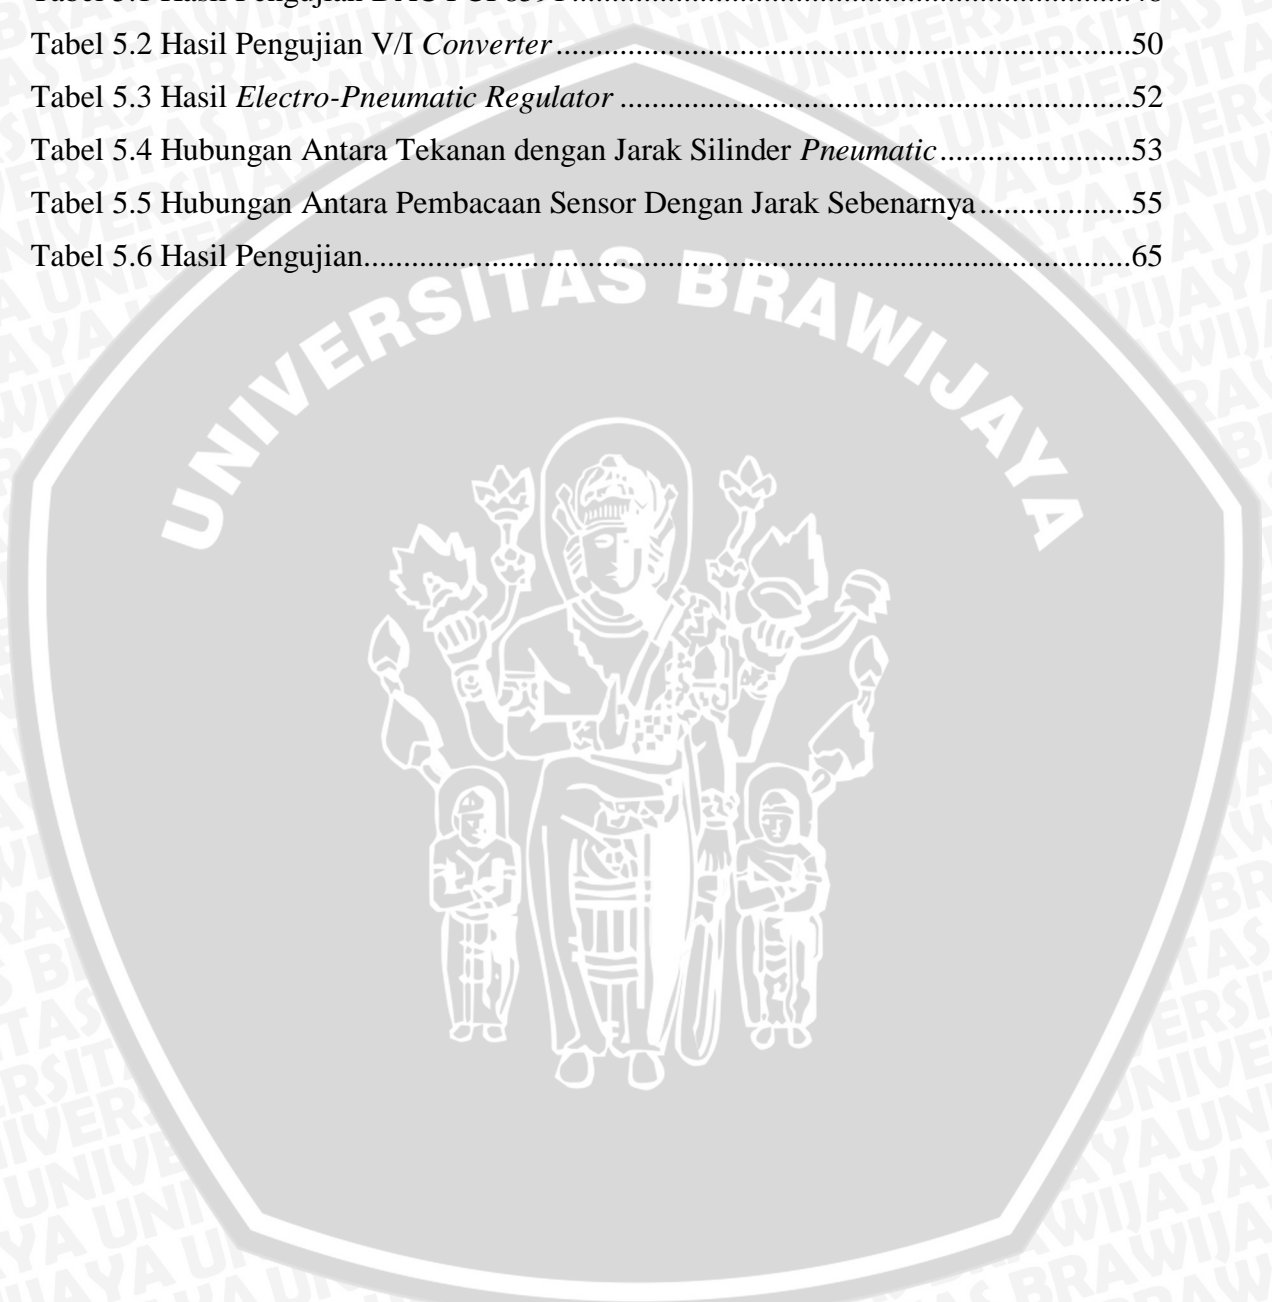 Tabel 5.2 Hasil Pengujian V/I Converter........................................................................50
Tabel 5.3 Hasil Electro-Pneumatic Regulator................................................................52
Tabel 5.4 Hubungan Antara Tekanan dengan Jarak Silinder Pneumatic........................53
Tabel 5.5 Hubungan Antara Pembacaan Sensor Dengan Jarak Sebenarnya...................55
Tabel 5.6 Hasil Pengujian................................................................................................65
UNIVERSITAS BRAWIJAYA